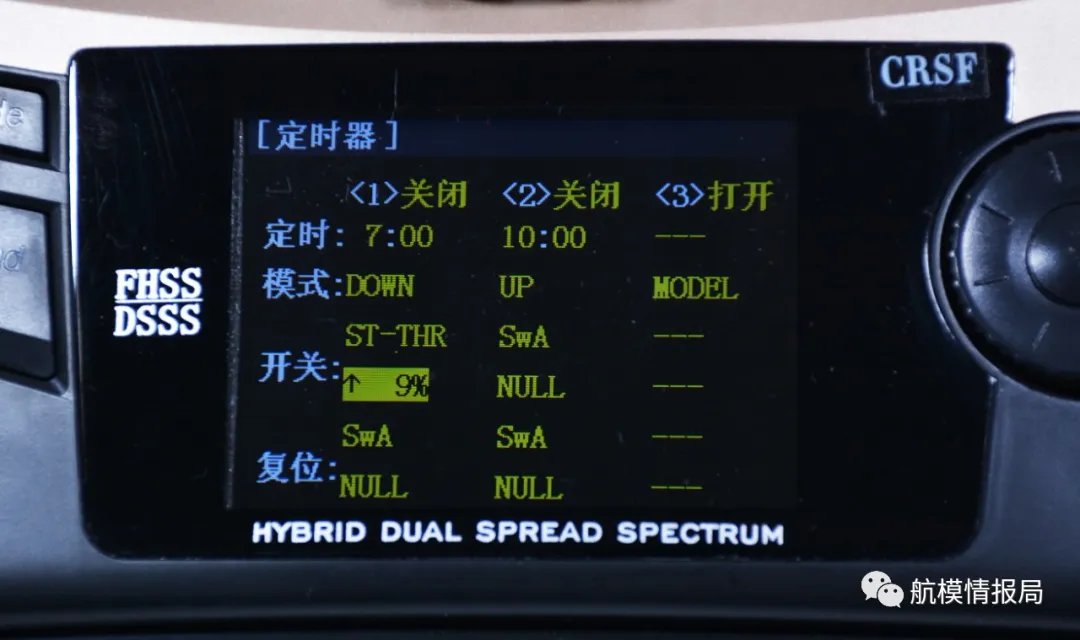 CRSF
[定时器]
<1>关闭 <2>关闭 <3>打开
定时: 7:00 10:00 ---
模式:DOWN UP MODEL
ST-THR SwA ---
开关:
↑ 9% NULL ---
SwA SwA ---
复位:
NULL NULL ---
FHSS
DSSS
HYBRID DUAL SPREAD SPECTRUM
航模情报局